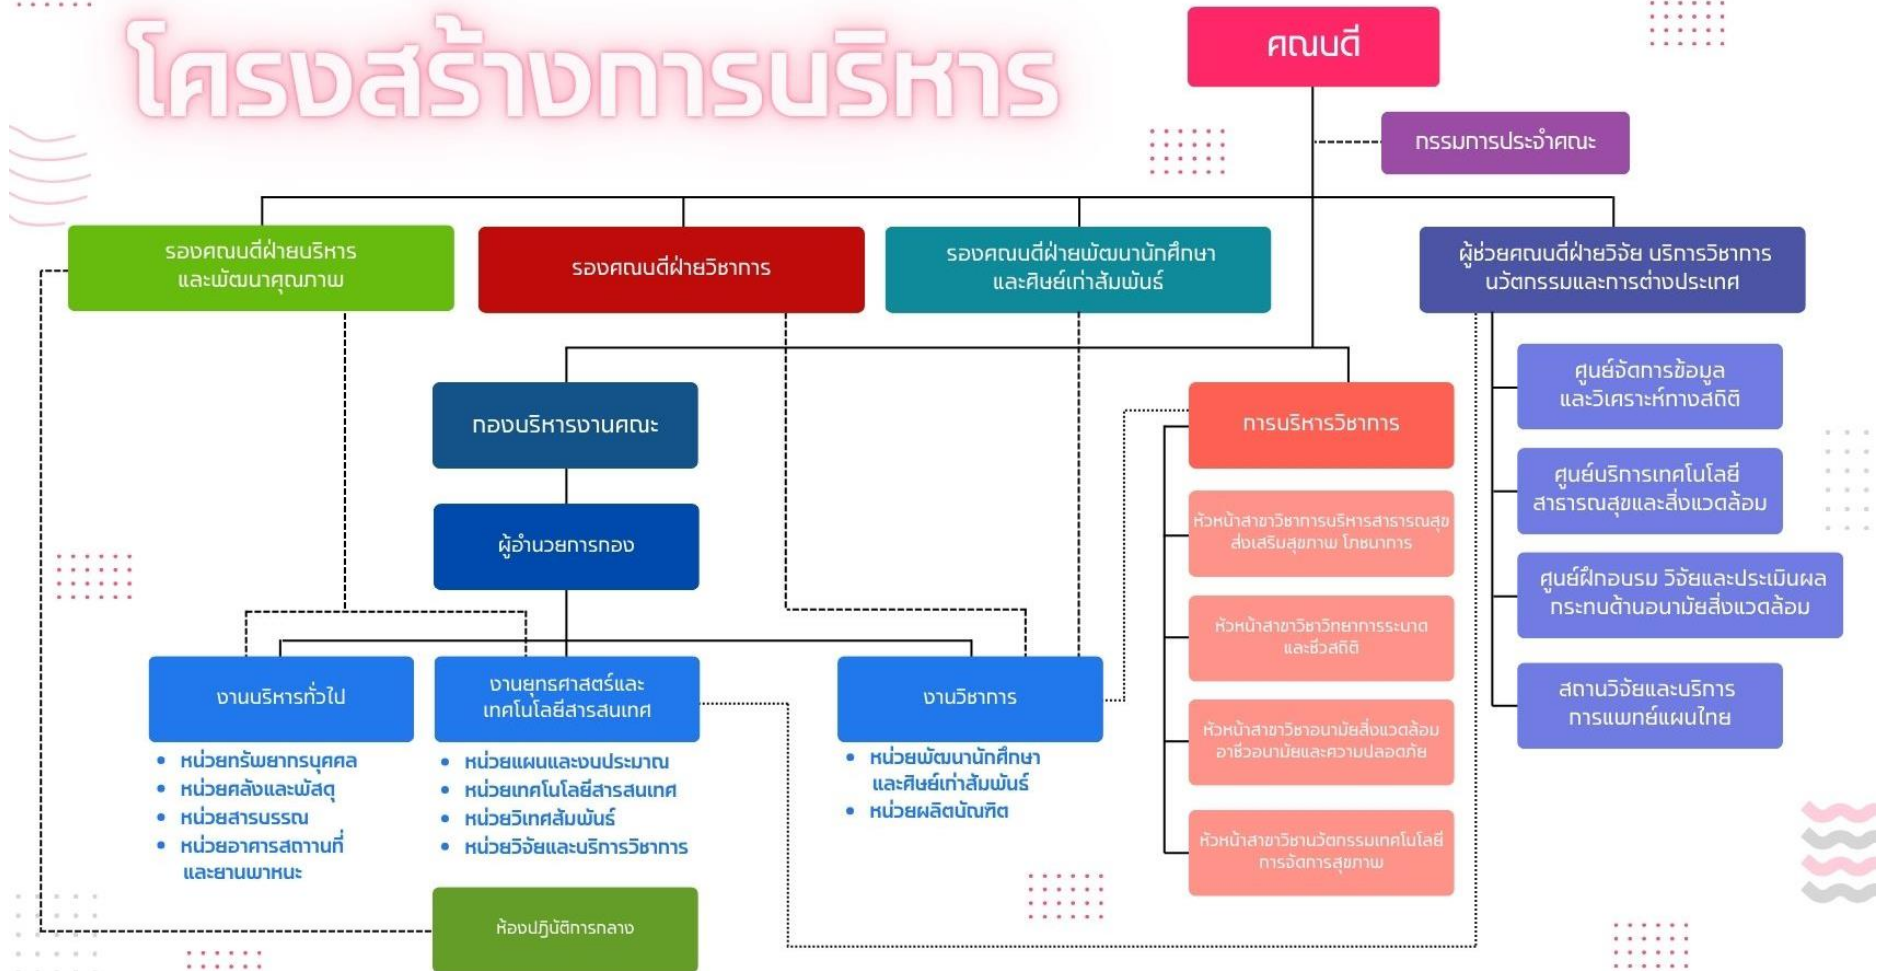 โครงสร้างการบริหาร
คณบดี
กรรมการประจำคณะ
รองคณบดีฝ่ายบริหาร
และพัฒนาคุณภาพ
รองคณบดีฝ่ายวิชาการ
รองคณบดีฝ่ายพัฒนานักศึกษา
และศิษย์เก่าสัมพันธ์
ผู้ช่วยคณบดีฝ่ายวิจัย บริการวิชาการ
นวัตกรรมและการต่างประเทศ
กองบริหารงานคณะ
ผู้อำนวยการกอง
งานบริหารทั่วไป
• หน่วยทรัพยากรบุคคล
• หน่วยคลังและพัสดุ
• หน่วยสารบรรณ
• หน่วยอาคารสถาานที่
และยานพาหนะ
งานยุทธศาสตร์และ
เทคโนโลยีสารสนเทศ
• หน่วยแผนและงบประมาณ
• หน่วยเทคโนโลยีสารสนเทศ
• หน่วยวิเทศสัมพันธ์
• หน่วยวิจัยและบริการวิชาการ
งานวิชาการ
• หน่วยพัฒนานักศึกษา
และศิษย์เก่าสัมพันธ์
• หน่วยผลิตบัณฑิต
ห้องปฏิบัติการกลาง
การบริหารวิชาการ
หัวหน้าสาขาวิชาการบริหารสาธารณสุข
ส่งเสริมสุขภาพ โภชนาการ
หัวหน้าสาขาวิชาวิทยาการระบาด
และชีวสถิติ
หัวหน้าสาขาวิชาอนามัยสิ่งแวดล้อม
อาชีวอนามัยและความปลอดภัย
หัวหน้าสาขาวิชานวัตกรรมเทคโนโลยี
การจัดการสุขภาพ
ศูนย์จัดการข้อมูล
และวิเคราะห์ทางสถิติ
ศูนย์บริการเทคโนโลยี
สาธารณสุขและสิ่งแวดล้อม
ศูนย์ฝึกอบรม วิจัยและประเมินผล
กระทบด้านอนามัยสิ่งแวดล้อม
สถานวิจัยและบริการ
การแพทย์แผนไทย